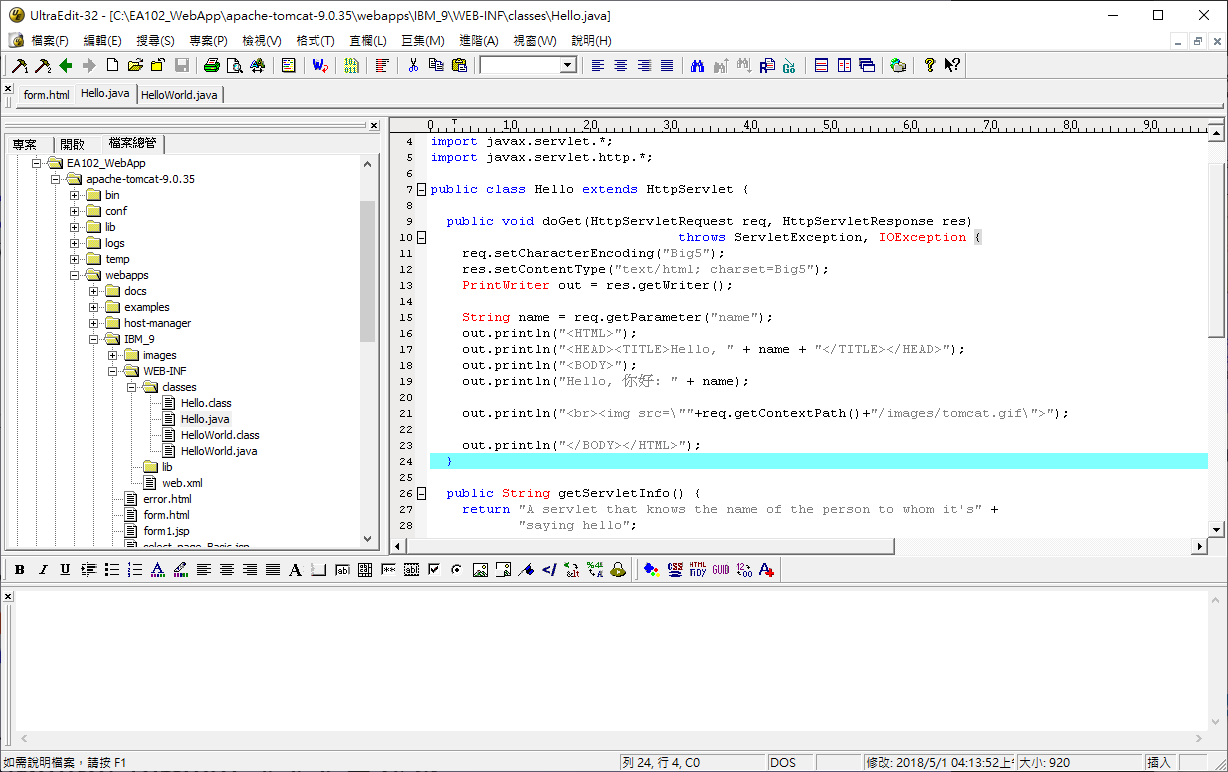 UltraEdit-32 - [C:\EA102_WebApp\apache-tomcat-9.0.35\webapps\IBM_9\WEB-INF\classes\Hello.java]
檔案(F) 編輯(E) 搜尋(S) 專案(P) 檢視(V) 格式(T) 直欄(L) 巨集(M) 進階(A) 視窗(W) 說明(H)
form.html Hello.java HelloWorld.java
專案 開啟 檔案總管
EA102_WebApp
apache-tomcat-9.0.35
bin
conf
lib
logs
temp
webapps
docs
examples
host-manager
IBM_9
images
WEB-INF
classes
Hello.class
Hello.java
HelloWorld.class
HelloWorld.java
lib
web.xml
error.html
form.html
form1.jsp
select_page_Basic.jsp
0 10 20 30 40 50 60 70 80 90
4 import javax.servlet.*;
5 import javax.servlet.http.*;
6
7 public class Hello extends HttpServlet {
8
9 public void doGet(HttpServletRequest req, HttpServletResponse res)
10 throws ServletException, IOException {
11 req.setCharacterEncoding("Big5");
12 res.setContentType("text/html; charset=Big5");
13 PrintWriter out = res.getWriter();
14
15 String name = req.getParameter("name");
16 out.println("<HTML>");
17 out.println("<HEAD><TITLE>Hello, " + name + "</TITLE></HEAD>");
18 out.println("<BODY>");
19 out.println("Hello, 你好: " + name);
20
21 out.println("<br><img src=\""+req.getContextPath()+"/images/tomcat.gif\">");
22
23 out.println("</BODY></HTML>");
24 }
25
26 public String getServletInfo() {
27 return "A servlet that knows the name of the person to whom it's" +
28 "saying hello";
B I U
CSS HTML TIDY GUID
如需說明檔案，請按 F1 列 24, 行 4, C0 DOS 修改: 2018/5/1 04:13:52上午 大小: 920 插入